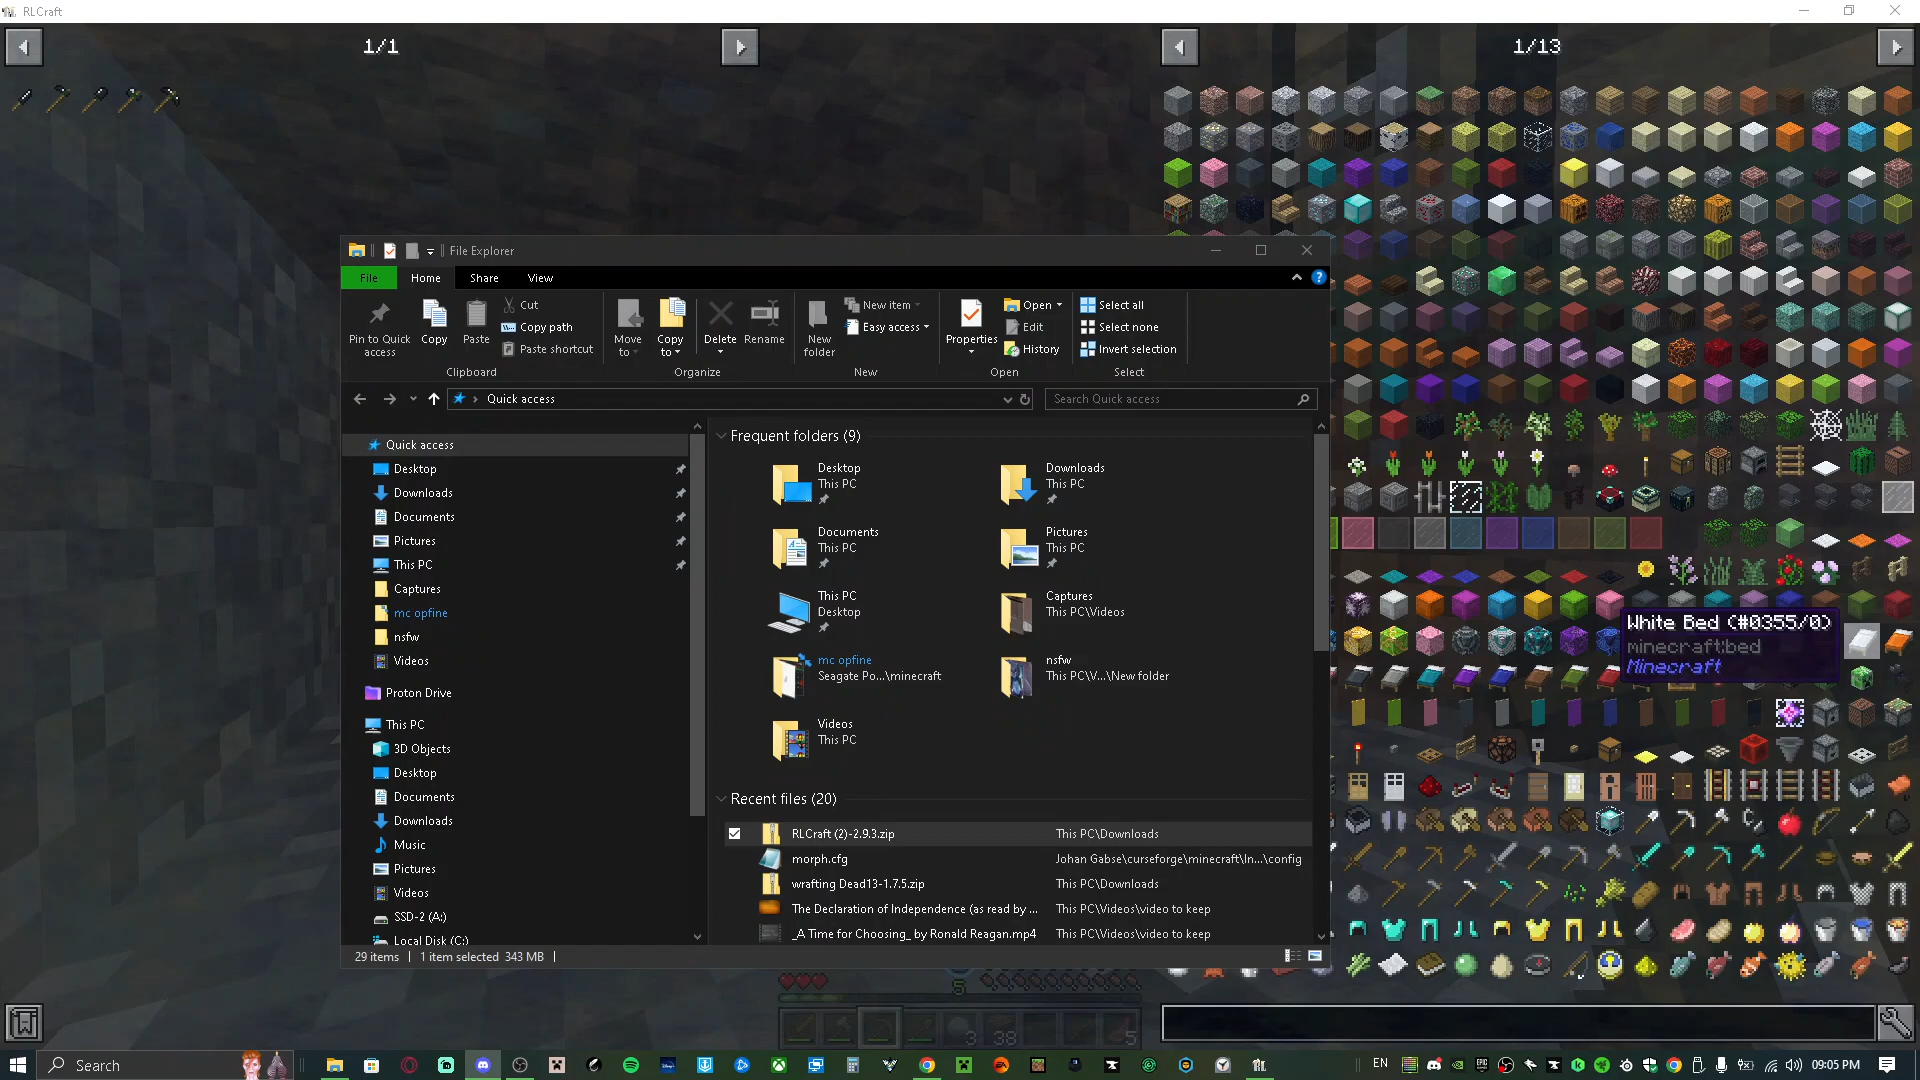 RLCraft
1/1
1/13
File Explorer
File
Home
Share
View
Pin to Quick access
Copy
Paste
Cut
Copy path
Paste shortcut
Clipboard
Move to
Copy to
Delete
Rename
Organize
New folder
New item
Easy access
New
Properties
Open
Edit
History
Open
Select all
Select none
Invert selection
Select
Quick access
Search Quick access
Quick access
Desktop
Downloads
Documents
Pictures
This PC
Captures
mc opfine
nsfw
Videos
Proton Drive
This PC
3D Objects
Desktop
Documents
Downloads
Music
Pictures
Videos
SSD-2 (A:)
Local Disk (C:)
Frequent folders (9)
Desktop
This PC
Downloads
This PC
Documents
This PC
Pictures
This PC
This PC
Desktop
Captures
This PC\Videos
mc opfine
Seagate Po...\minecraft
nsfw
This PC\V...\New folder
Videos
This PC
Recent files (20)
RLCraft (2)-2.9.3.zip This PC\Downloads
morph.cfg Johan Gabse\curseforge\minecraft\In...\config
wrafting Dead13-1.7.5.zip This PC\Downloads
The Declaration of Independence (as read by ... This PC\Videos\video to keep
_A Time for Choosing_ by Ronald Reagan.mp4 This PC\Videos\video to keep
29 items 1 item selected 343 MB
White Bed (#0355/0)
minecraft:bed
Minecraft
5
3 38 5
Search
EN
09:05 PM